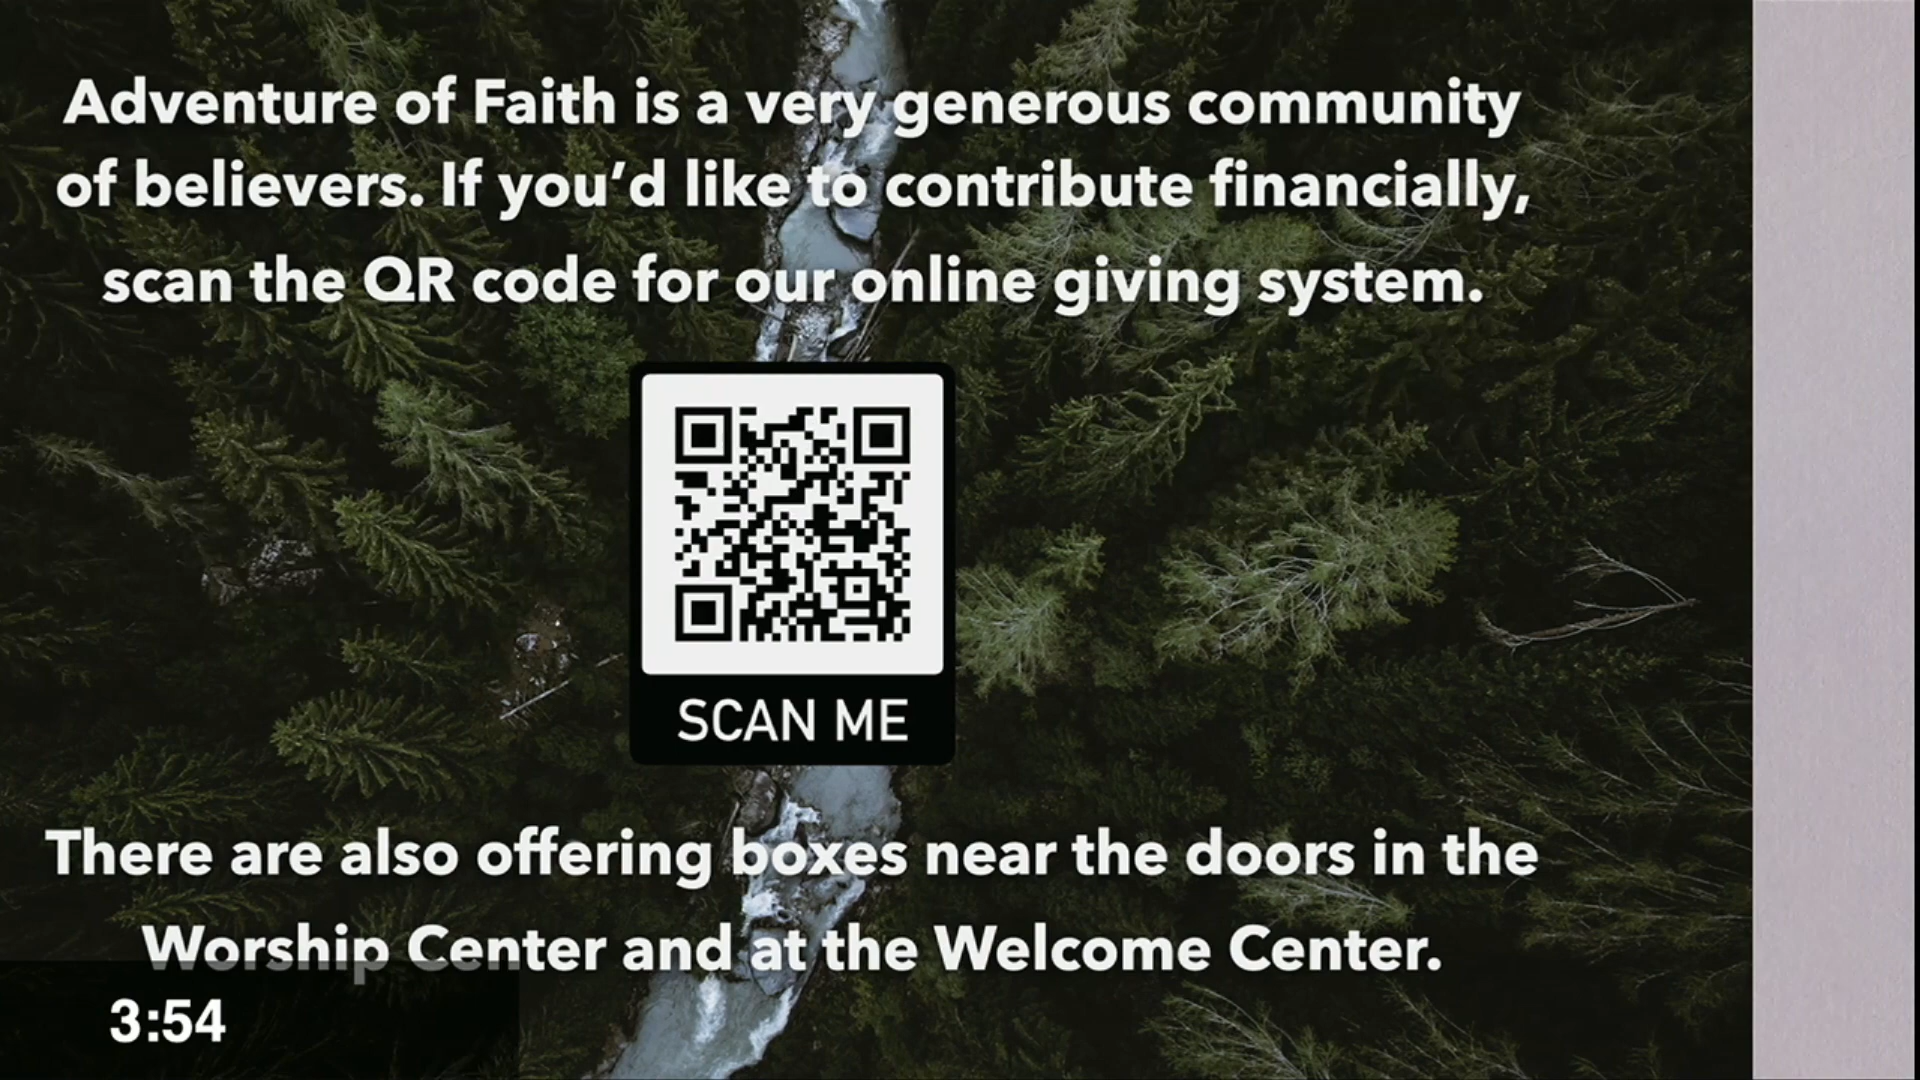 Adventure of Faith is a very generous community
of believers. If you’d like to contribute financially,
scan the QR code for our online giving system.
SCAN ME
There are also offering boxes near the doors in the
Worship Center and at the Welcome Center.
3:54